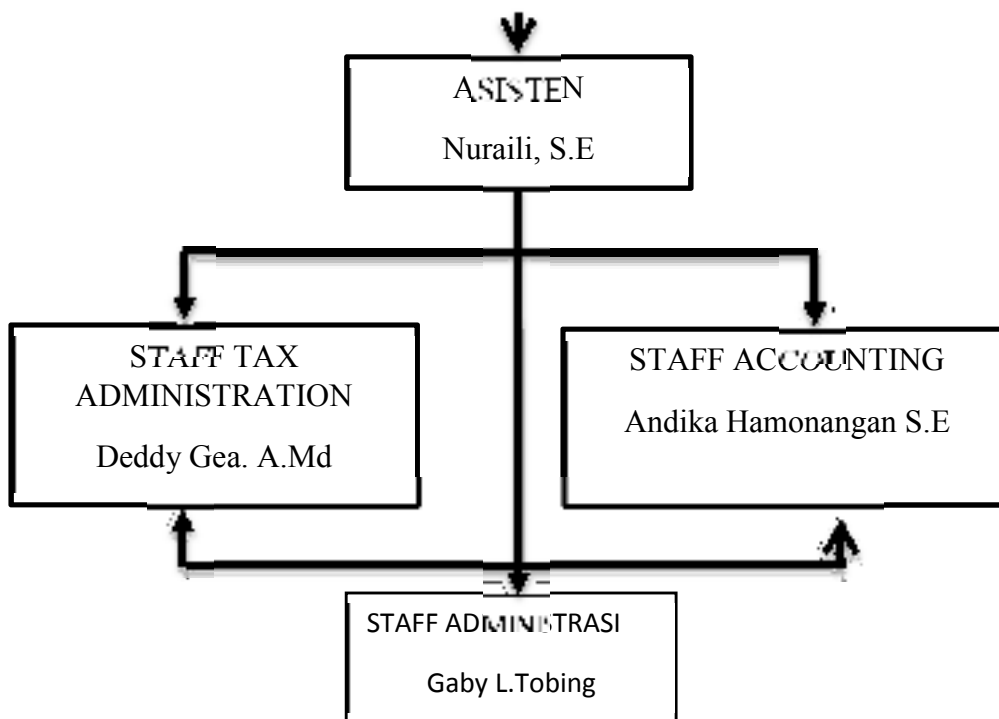 ASISTEN
Nuraili, S.E
STAFF TAX
ADMINISTRATION
Deddy Gea. A.Md
STAFF ACCOUNTING
Andika Hamonangan S.E
STAFF ADMINISTRASI
Gaby L.Tobing